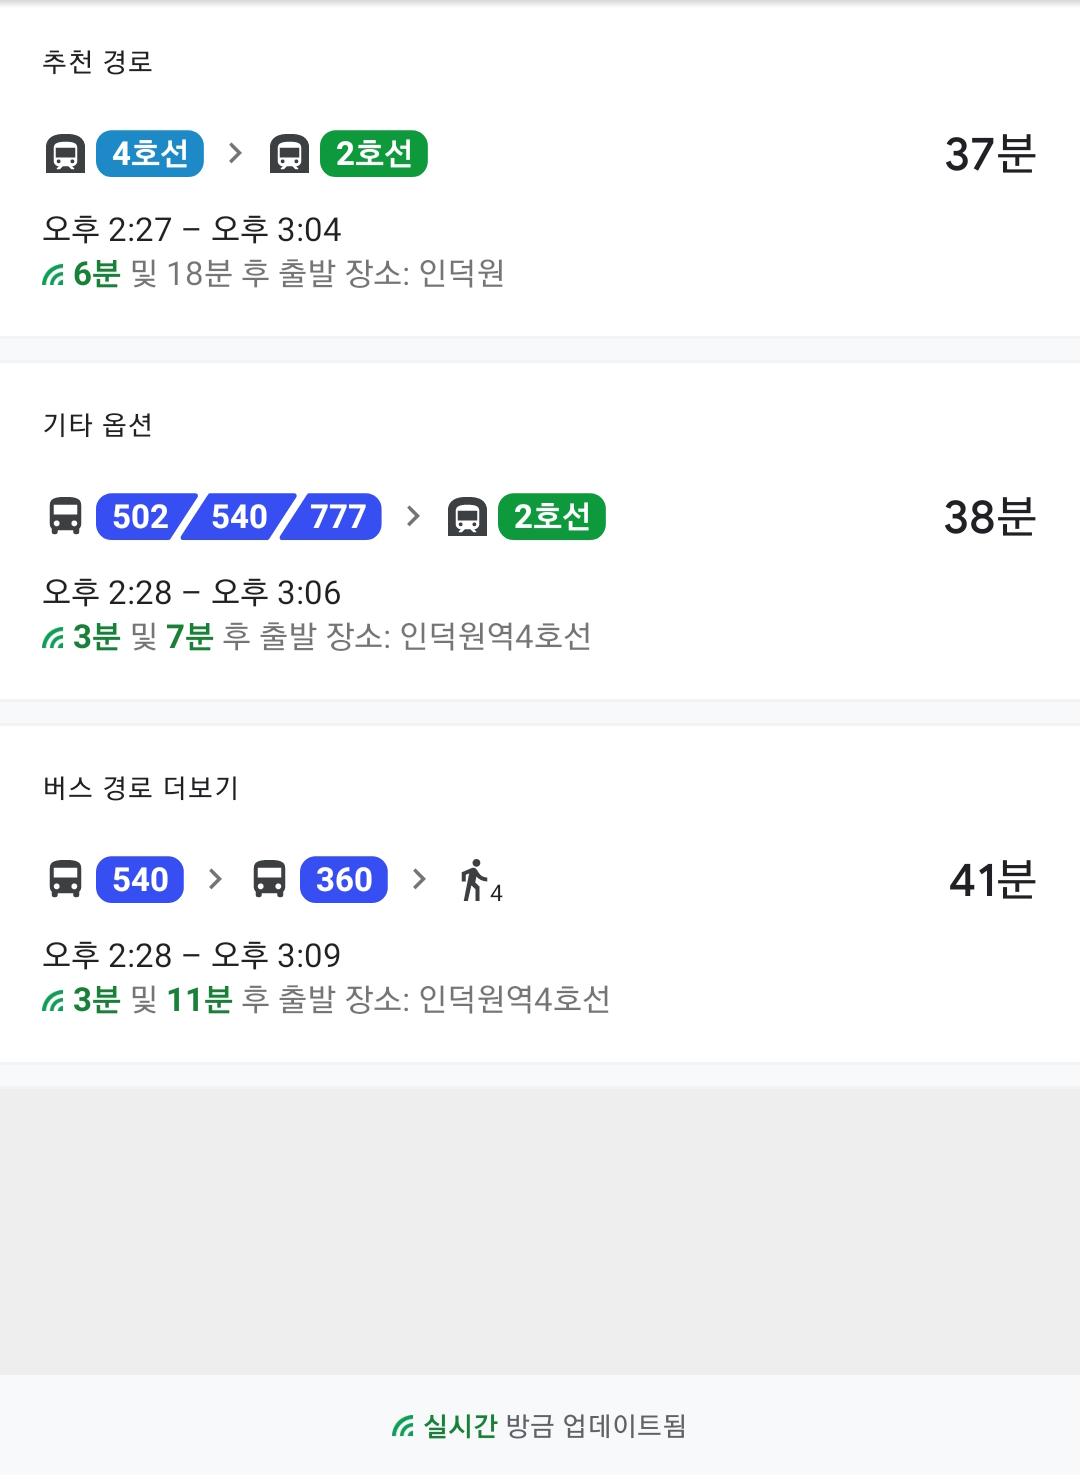 추천 경로
4호선 > 2호선 37분
오후 2:27 – 오후 3:04
6분 및 18분 후 출발 장소: 인덕원
기타 옵션
502 / 540 / 777 > 2호선 38분
오후 2:28 – 오후 3:06
3분 및 7분 후 출발 장소: 인덕원역4호선
버스 경로 더보기
540 > 360 > 4 41분
오후 2:28 – 오후 3:09
3분 및 11분 후 출발 장소: 인덕원역4호선
실시간 방금 업데이트됨